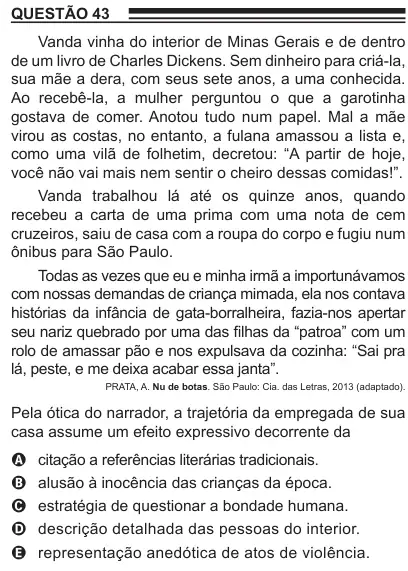 QUESTÃO 43
Vanda vinha do interior de Minas Gerais e de dentro
de um livro de Charles Dickens. Sem dinheiro para criá-la,
sua mãe a dera, com seus sete anos, a uma conhecida.
Ao recebê-la, a mulher perguntou o que a garotinha
gostava de comer. Anotou tudo num papel. Mal a mãe
virou as costas, no entanto, a fulana amassou a lista e,
como uma vilã de folhetim, decretou: “A partir de hoje,
você não vai mais nem sentir o cheiro dessas comidas!”.
Vanda trabalhou lá até os quinze anos, quando
recebeu a carta de uma prima com uma nota de cem
cruzeiros, saiu de casa com a roupa do corpo e fugiu num
ônibus para São Paulo.
Todas as vezes que eu e minha irmã a importunávamos
com nossas demandas de criança mimada, ela nos contava
histórias da infância de gata-borralheira, fazia-nos apertar
seu nariz quebrado por uma das filhas da “patroa” com um
rolo de amassar pão e nos expulsava da cozinha: “Sai pra
lá, peste, e me deixa acabar essa janta”.
PRATA, A. Nu de botas. São Paulo: Cia. das Letras, 2013 (adaptado).
Pela ótica do narrador, a trajetória da empregada de sua
casa assume um efeito expressivo decorrente da
A citação a referências literárias tradicionais.
B alusão à inocência das crianças da época.
C estratégia de questionar a bondade humana.
D descrição detalhada das pessoas do interior.
E representação anedótica de atos de violência.